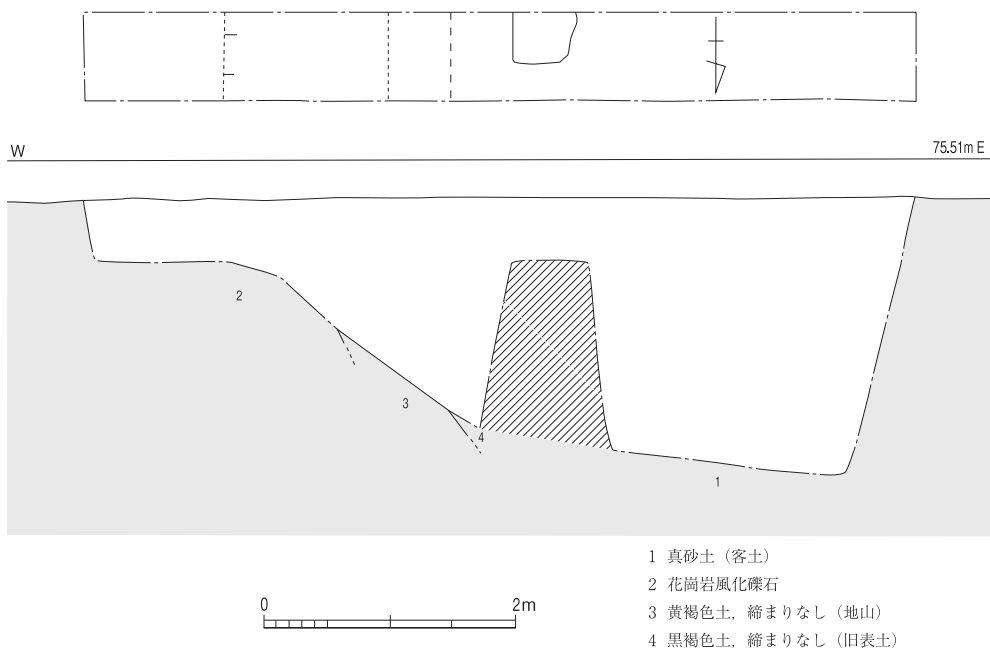 W 75.51m E
2
3
4
1
0 2m
1 真砂土（客土）
2 花崗岩風化礫石
3 黄褐色土，締まりなし（地山）
4 黒褐色土，締まりなし（旧表土）